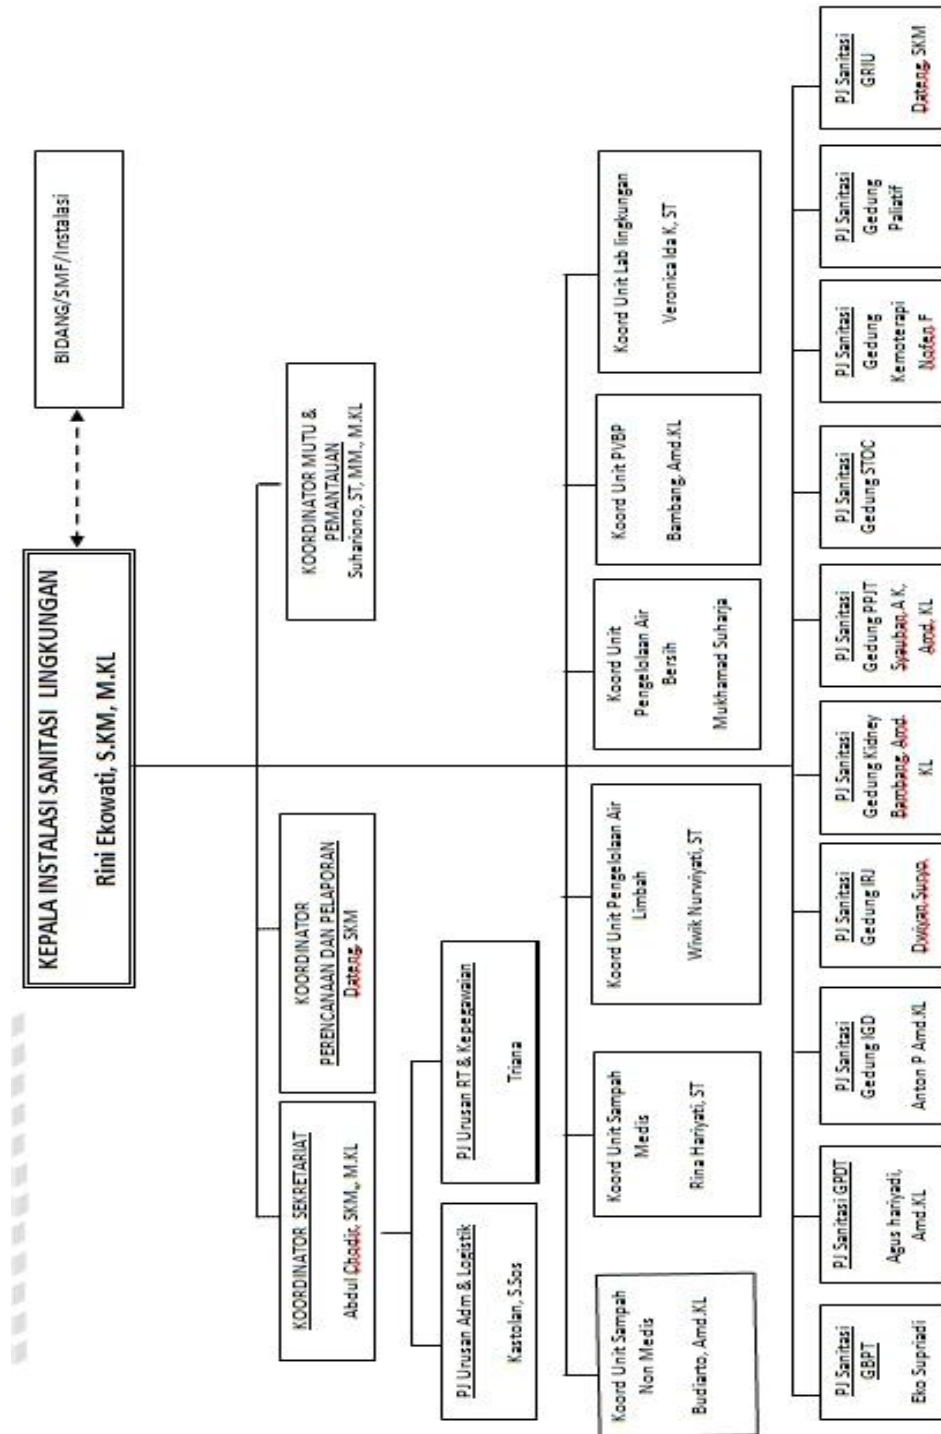 KEPALA INSTALASI SANITASI LINGKUNGAN
Rini Ekowati, S.KM, M.KL
BIDANG/SMF/Instalasi
KOORDINATOR SEKRETARIAT
Abdul Chadir, SKM., M.KL
KOORDINATOR
PERENCANAAN DAN PELAPORAN
Dateng, SKM
KOORDINATOR MUTU &
PEMANTAUAN
Suhariono, ST, MM., M.KL
PJ Urusan Adm & Logistik
Kastolan, S.Sos
PJ Urusan RT & Kepegawaian
Triana
Koord Unit Sampah
Non Medis
Budiarto, Amd.KL
Koord Unit Sampah
Medis
Rina Hariyati, ST
Koord Unit Pengelolaan Air
Limbah
Wiwik Nurwiyati, ST
Koord Unit
Pengelolaan Air
Bersih
Mukhamad Suharja
Koord Unit PVBP
Bambang, Amd.KL
Koord Unit Lab lingkungan
Veronica Ida K, ST
PJ Sanitasi
GBPT
Eko Supriadi
PJ Sanitasi GPDT
Agus hariyadi,
Amd.KL
PJ Sanitasi
Gedung IGD
Anton P Amd.KL
PJ Sanitasi
Gedung IRJ
PJ Sanitasi
Gedung Kidney
Bambang, Amd.
KL
PJ Sanitasi
Gedung PPJT
Syauban, A K,
Amd. KL
PJ Sanitasi
Gedung STOC
PJ Sanitasi
Gedung
Kemoterapi
Nofen F
PJ Sanitasi
Gedung
Paliatif
PJ Sanitasi
GRIU
Dateng, SKM